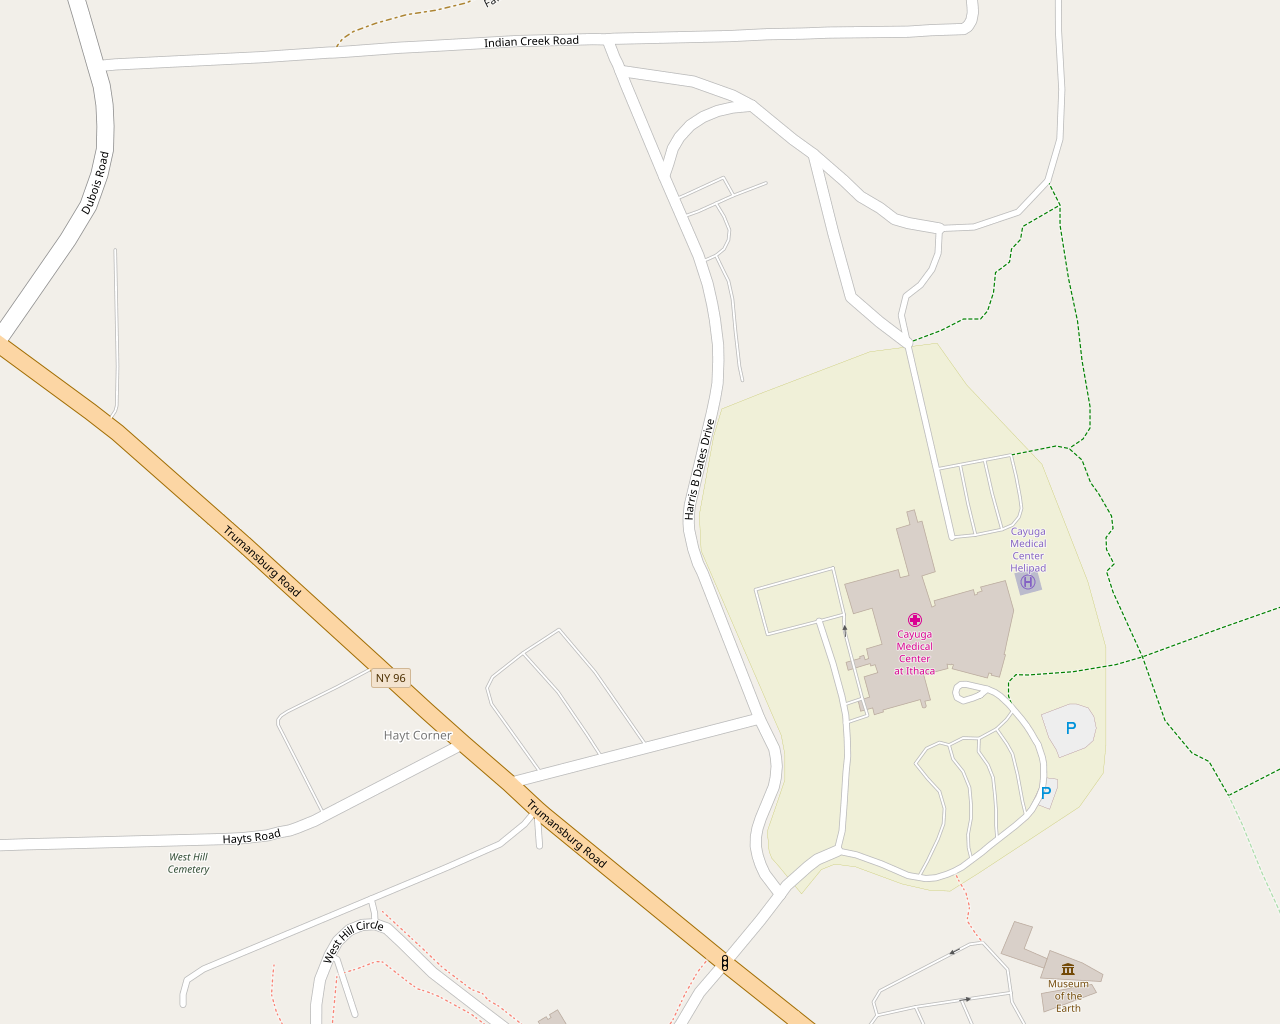 Indian Creek Road
Dubois Road
Harris B Dates Drive
Trumansburg Road
Cayuga
Medical
Center
Helipad
H
Cayuga
Medical
Center
at Ithaca
NY 96
P
Hayt Corner
P
Trumansburg Road
Hayts Road
West Hill
Cemetery
West Hill Circle
Museum
of the
Earth